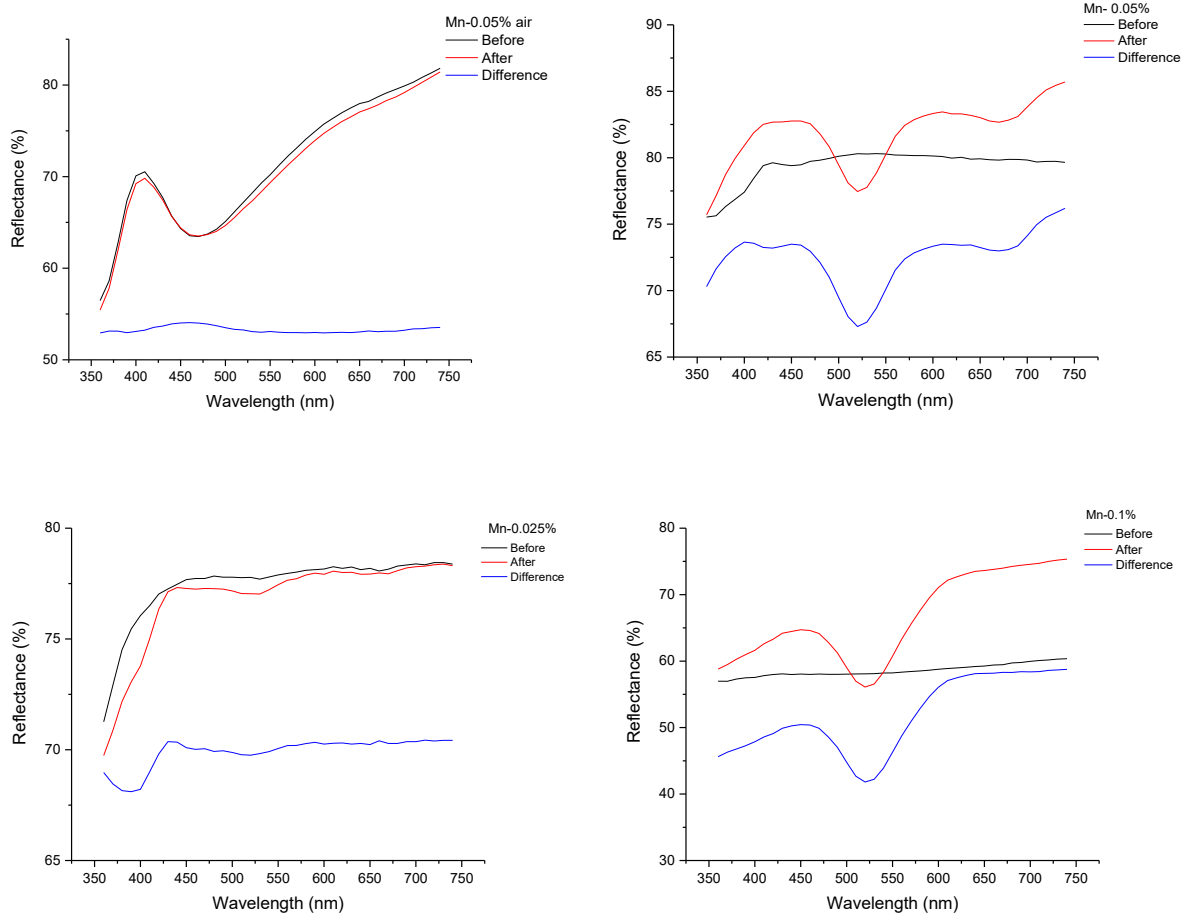 Mn-0.05% air
Before
After
Difference
80
70
60
50
350 400 450 500 550 600 650 700 750
Reflectance (%)
Wavelength (nm)
Mn- 0.05%
Before
After
Difference
90
85
80
75
70
65
350 400 450 500 550 600 650 700 750
Reflectance (%)
Wavelength (nm)
Mn-0.025%
Before
After
Difference
80
75
70
65
350 400 450 500 550 600 650 700 750
Reflectance (%)
Wavelength (nm)
Mn-0.1%
Before
After
Difference
80
70
60
50
40
30
350 400 450 500 550 600 650 700 750
Reflectance (%)
Wavelength (nm)